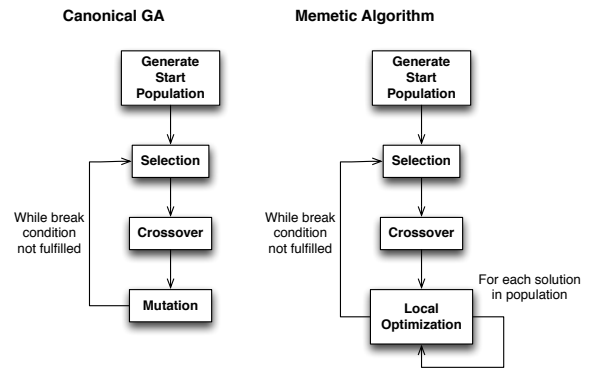 Canonical GA
Generate
Start
Population
Selection
Crossover
While break
condition
not fulfilled
Mutation
Memetic Algorithm
Generate
Start
Population
Selection
Crossover
While break
condition
not fulfilled
Local
Optimization
For each solution
in population